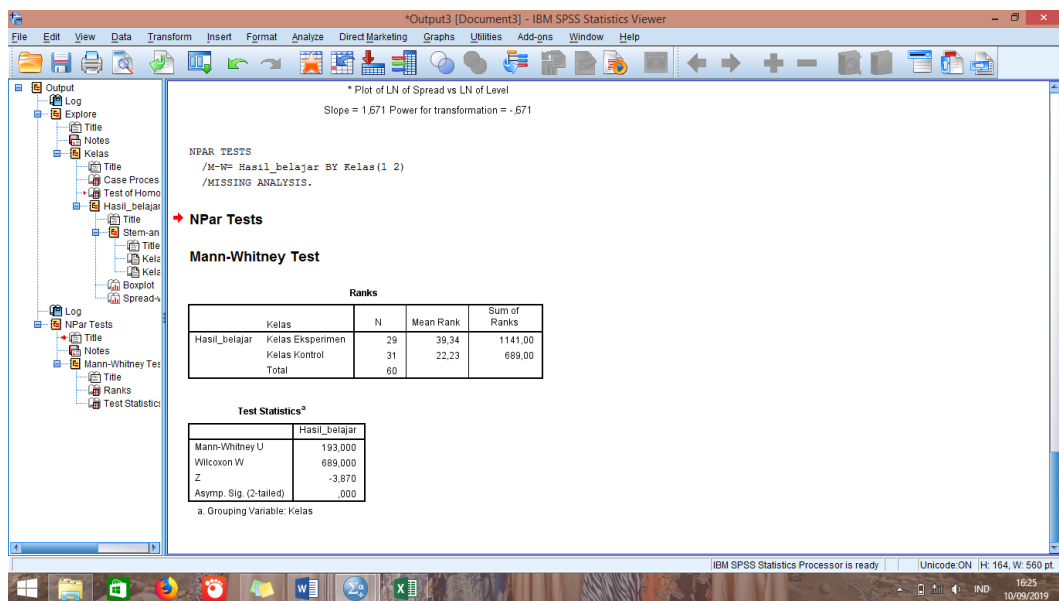 *Output3 [Document3] - IBM SPSS Statistics Viewer
File Edit View Data Transform Insert Format Analyze Direct Marketing Graphs Utilities Add-ons Window Help
Output
Log
Explore
Title
Notes
Kelas
Title
Case Proces
Test of Homo
Hasil_belajar
Title
Stem-an
Title
Kela
Kela
Boxplot
Spread-v
Log
NPar Tests
Title
Notes
Mann-Whitney Tes
Title
Ranks
Test Statistics
* Plot of LN of Spread vs LN of Level
Slope = 1,671 Power for transformation = -,671
NPAR TESTS
/M-W= Hasil_belajar BY Kelas(1 2)
/MISSING ANALYSIS.
NPar Tests
Mann-Whitney Test
Ranks
Kelas N Mean Rank Sum of Ranks
Hasil_belajar Kelas Eksperimen 29 39,34 1141,00
Kelas Kontrol 31 22,23 689,00
Total 60
Test Statistics a
Hasil_belajar
Mann-Whitney U 193,000
Wilcoxon W 689,000
Z -3,870
Asymp. Sig. (2-tailed) ,000
a. Grouping Variable: Kelas
IBM SPSS Statistics Processor is ready Unicode:ON H: 164, W: 560 pt.
IND 16:25
10/09/2019